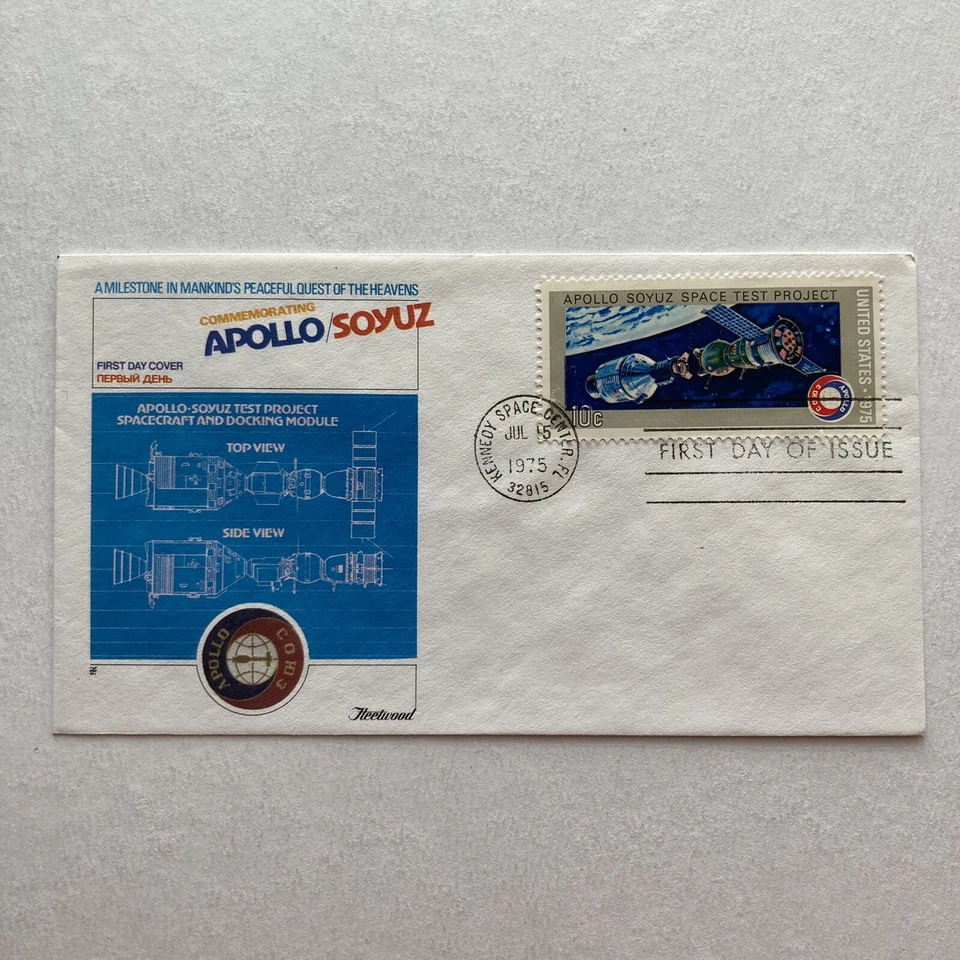 A MILESTONE IN MANKIND'S PEACEFUL QUEST OF THE HEAVENS
COMMEMORATING
APOLLO/SOYUZ
FIRST DAY COVER
ПЕРВЫЙ ДЕНЬ
APOLLO-SOYUZ TEST PROJECT
SPACECRAFT AND DOCKING MODULE
TOP VIEW
SIDE VIEW
APOLLO
СОЮЗ
Fleetwood
APOLLO SOYUZ SPACE TEST PROJECT
UNITED STATES • 1975
10c
APOLLO
СОЮЗ
KENNEDY SPACE CENTER, FL
JUL 15
1975
32815
FIRST DAY OF ISSUE